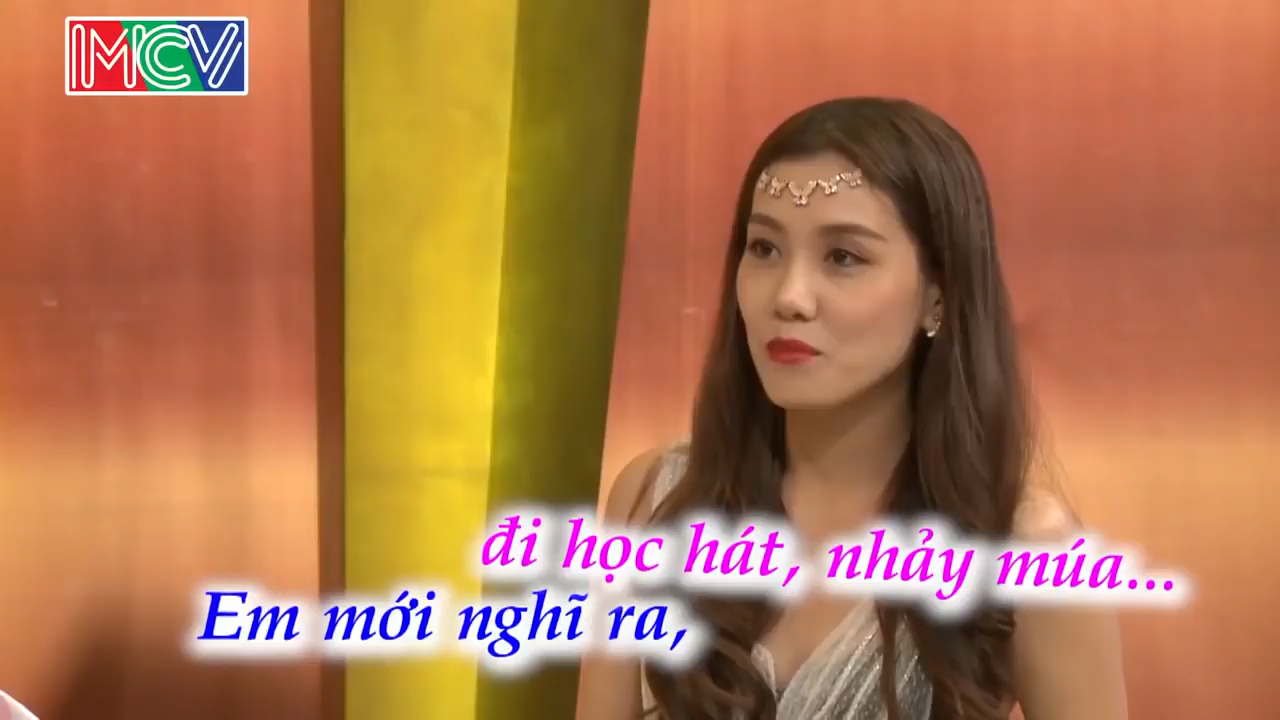 MCV
đi học hát, nhảy múa...
Em mới nghĩ ra,